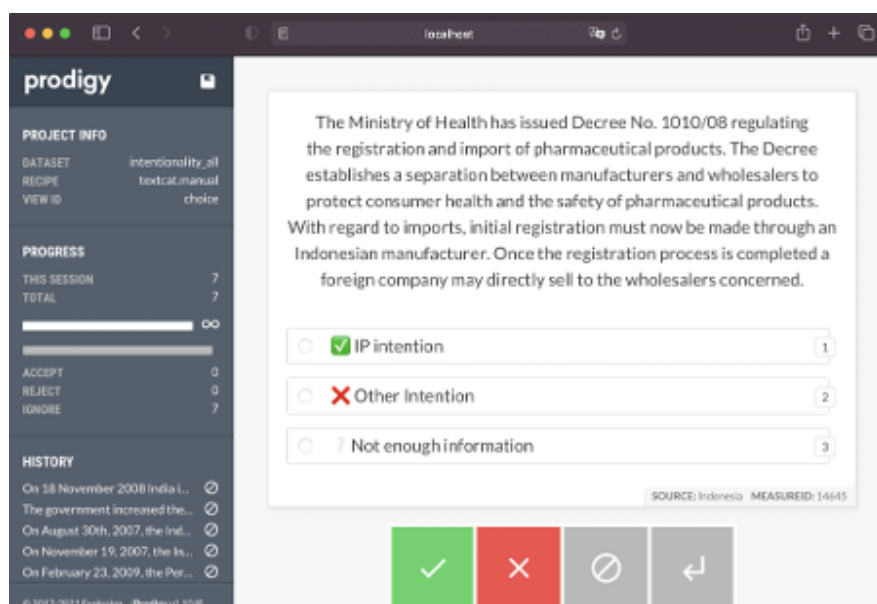 localhost
prodigy
PROJECT INFO
DATASET intentionality_all
RECIPE textcat.manual
VIEW ID choice
PROGRESS
THIS SESSION 7
TOTAL 7
∞
ACCEPT 0
REJECT 0
IGNORE 7
HISTORY
On 18 November 2008 India i...
The government increased the...
On August 30th, 2007, the Ind...
On November 19, 2007, the In...
On February 23, 2009, the Per...
The Ministry of Health has issued Decree No. 1010/08 regulating
the registration and import of pharmaceutical products. The Decree
establishes a separation between manufacturers and wholesalers to
protect consumer health and the safety of pharmaceutical products.
With regard to imports, initial registration must now be made through an
Indonesian manufacturer. Once the registration process is completed a
foreign company may directly sell to the wholesalers concerned.
IP intention 1
Other Intention 2
Not enough information 3
SOURCE: Indonesia MEASUREID: 14645